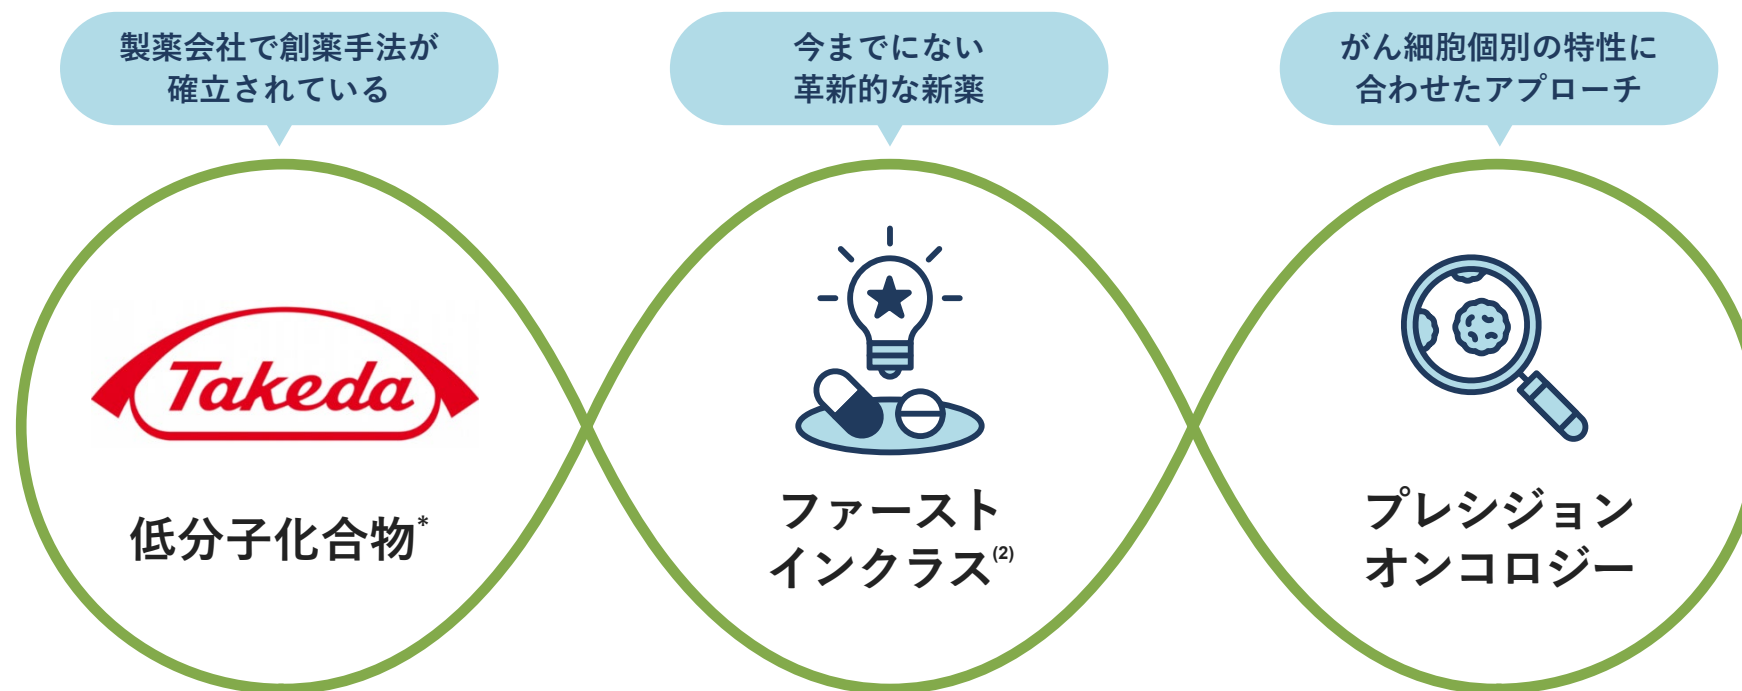 製薬会社で創薬手法が
確立されている
今までにない
革新的な新薬
がん細胞個別の特性に
合わせたアプローチ
Takeda
低分子化合物*
ファースト
インクラス(2)
プレシジョン
オンコロジー